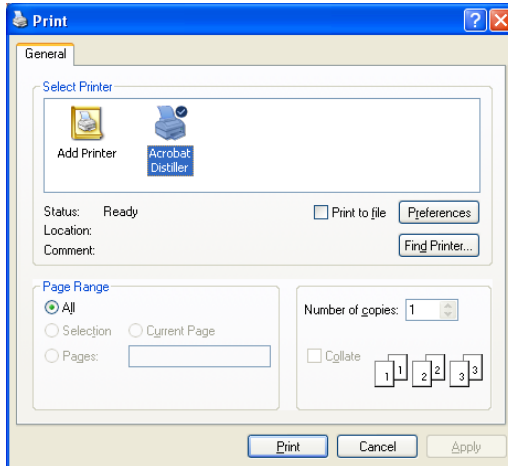 Print
General
Select Printer
Add Printer
Acrobat
Distiller
Status: Ready
Location:
Comment:
Print to file
Preferences
Find Printer...
Page Range
All
Selection
Current Page
Pages:
Number of copies: 1
Collate
1 1 2 2 3 3
Print
Cancel
Apply